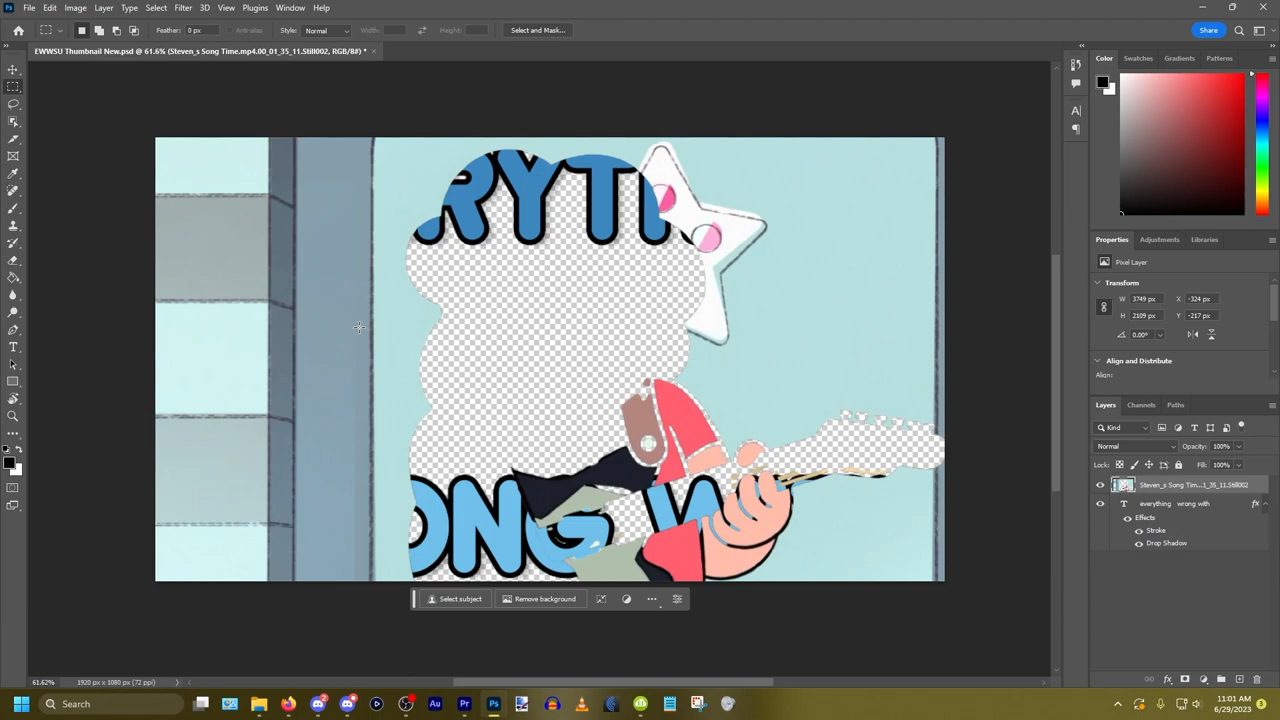 File Edit Image Layer Type Select Filter 3D View Plugins Window Help
Feather: 0 px Anti-alias Style: Normal Width: Height: Select and Mask... Share
EWWSU Thumbnail New.psd @ 61.6% (Steven_s Song Time.mp4.00_01_35_11.Still002, RGB/8#) *
Color Swatches Gradients Patterns
RYTH
ONG W
Properties Adjustments Libraries
Pixel Layer
Transform
W 3749 px X -324 px
H 2109 px Y -217 px
0.00°
Align and Distribute
Align:
Layers Channels Paths
Kind
Normal Opacity: 100%
Lock: Fill: 100%
Steven_s Song Tim...1_35_11.Still002
everything wrong with fx
Effects
Stroke
Drop Shadow
Select subject Remove background
61.62% 1920 px x 1080 px (72 ppi)
Search
11:01 AM
6/29/2023